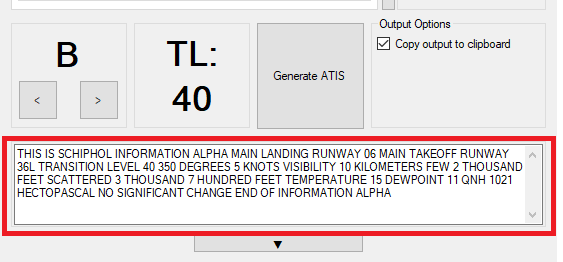 B
TL:
40
<
>
Generate ATIS
Output Options
Copy output to clipboard
THIS IS SCHIPHOL INFORMATION ALPHA MAIN LANDING RUNWAY 06 MAIN TAKEOFF RUNWAY
36L TRANSITION LEVEL 40 350 DEGREES 5 KNOTS VISIBILITY 10 KILOMETERS FEW 2 THOUSAND
FEET SCATTERED 3 THOUSAND 7 HUNDRED FEET TEMPERATURE 15 DEWPOINT 11 QNH 1021
HECTOPASCAL NO SIGNIFICANT CHANGE END OF INFORMATION ALPHA